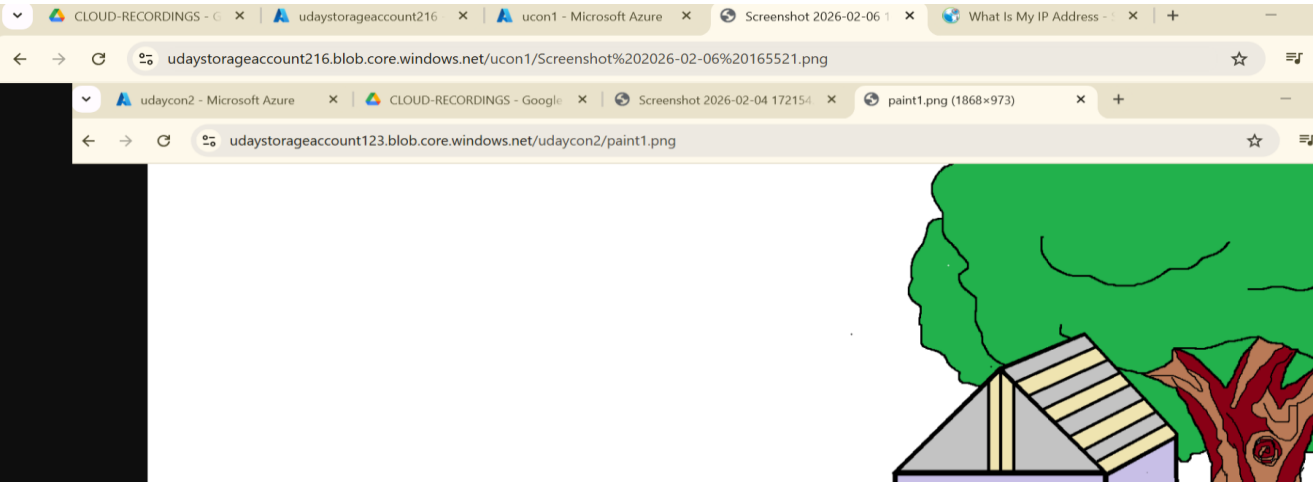 CLOUD-RECORDINGS - G
udaystorageaccount216
ucon1 - Microsoft Azure
Screenshot 2026-02-06 1
What Is My IP Address -
udaystorageaccount216.blob.core.windows.net/ucon1/Screenshot%202026-02-06%20165521.png
udaycon2 - Microsoft Azure
CLOUD-RECORDINGS - Google
Screenshot 2026-02-04 172154
paint1.png (1868×973)
udaystorageaccount123.blob.core.windows.net/udaycon2/paint1.png